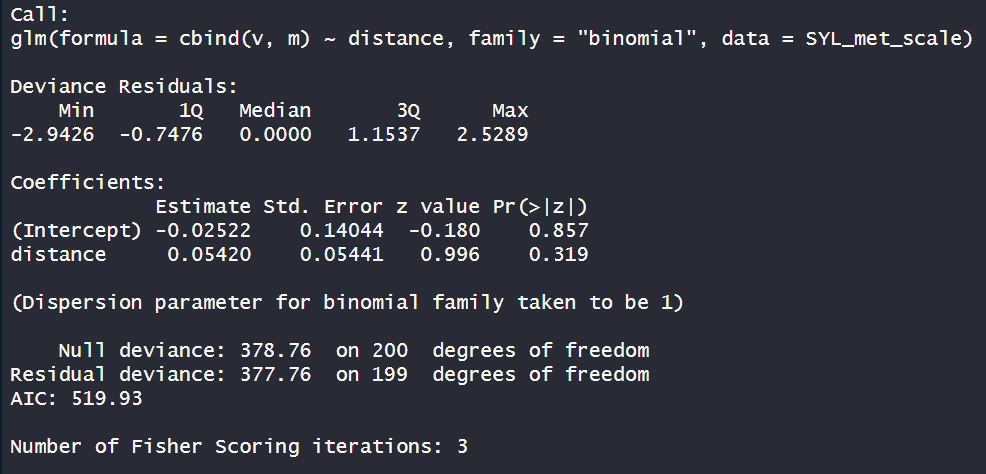 Call:
glm(formula = cbind(v, m) ~ distance, family = "binomial", data = SYL_met_scale)
Deviance Residuals:
Min 1Q Median 3Q Max
-2.9426 -0.7476 0.0000 1.1537 2.5289
Coefficients:
Estimate Std. Error z value Pr(>|z|)
(Intercept) -0.02522 0.14044 -0.180 0.857
distance 0.05420 0.05441 0.996 0.319
(Dispersion parameter for binomial family taken to be 1)
Null deviance: 378.76 on 200 degrees of freedom
Residual deviance: 377.76 on 199 degrees of freedom
AIC: 519.93
Number of Fisher Scoring iterations: 3